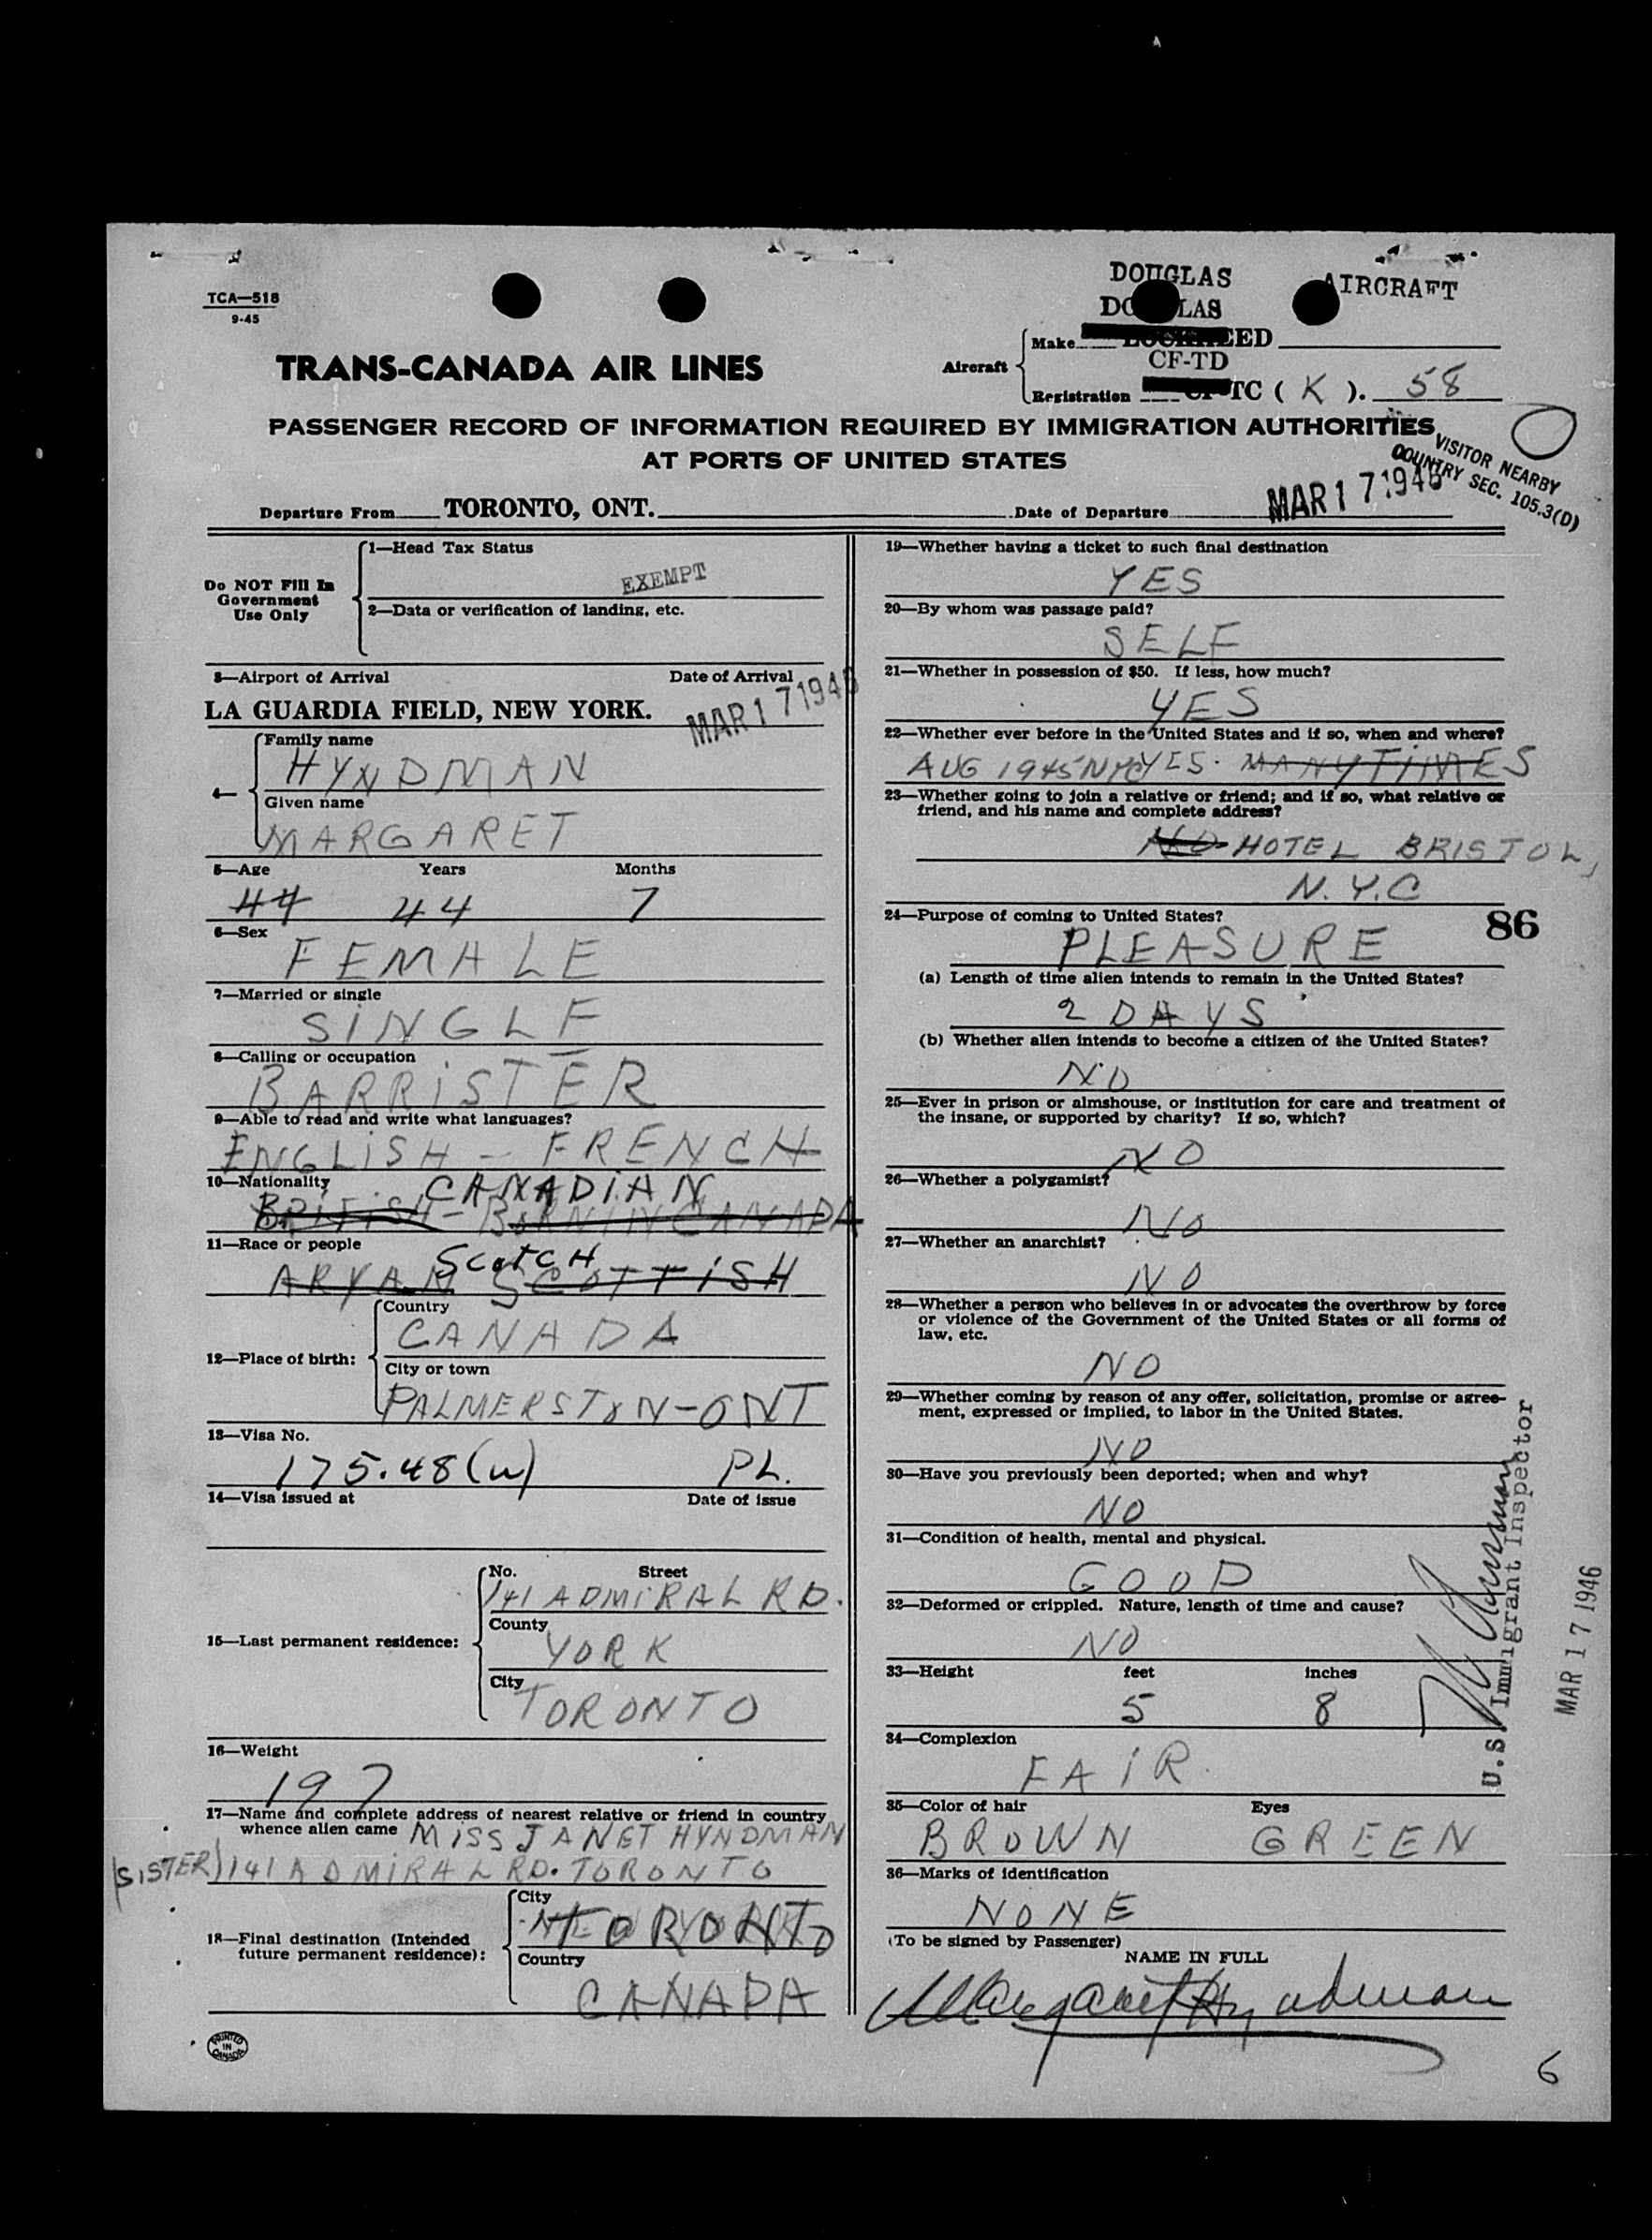 TCA—518
9-45
DOUGLAS AIRCRAFT
DO LAS
TRANS-CANADA AIR LINES
Aircraft
Make EED
CF-TD
Registration TC ( K ). 58
PASSENGER RECORD OF INFORMATION REQUIRED BY IMMIGRATION AUTHORITIES
AT PORTS OF UNITED STATES
VISITOR NEARBY
COUNTRY SEC. 105.3(D)
Departure From TORONTO, ONT. Date of Departure MAR 17 1946
Do NOT Fill In
Government
Use Only
1—Head Tax Status
EXEMPT
2—Data or verification of landing, etc.
3—Airport of Arrival Date of Arrival
LA GUARDIA FIELD, NEW YORK. MAR 17 1946
4—
Family name
HYNDMAN
Given name
MARGARET
5—Age Years Months
44 44 7
6—Sex
FEMALE
7—Married or single
SINGLE
8—Calling or occupation
BARRISTER
9—Able to read and write what languages?
ENGLISH - FRENCH
10—Nationality CANADIAN
BRITISH - BORN IN CANADA
11—Race or people SCOTCH
ARYAN SCOTTISH
12—Place of birth:
Country
CANADA
City or town
PALMERSTON-ONT
13—Visa No.
175.48(w) PL.
14—Visa issued at Date of issue
15—Last permanent residence:
No. Street
141 ADMIRAL RD.
County
YORK
City
TORONTO
16—Weight
197
17—Name and complete address of nearest relative or friend in country
whence alien came MISS JANET HYNDMAN
(SISTER) 141 ADMIRAL RD. TORONTO
18—Final destination (Intended
future permanent residence):
City
TORONTO
Country
CANADA
PRINTED
IN
CANADA
19—Whether having a ticket to such final destination
YES
20—By whom was passage paid?
SELF
21—Whether in possession of $50. If less, how much?
YES
22—Whether ever before in the United States and if so, when and where?
AUG 1945 NYC YES. MANY TIMES
23—Whether going to join a relative or friend; and if so, what relative or
friend, and his name and complete address?
NO HOTEL BRISTOL,
N.Y.C
24—Purpose of coming to United States?
86
PLEASURE
(a) Length of time alien intends to remain in the United States?
2 DAYS
(b) Whether alien intends to become a citizen of the United States?
NO
25—Ever in prison or almshouse, or institution for care and treatment of
the insane, or supported by charity? If so, which?
NO
26—Whether a polygamist?
NO
27—Whether an anarchist?
NO
28—Whether a person who believes in or advocates the overthrow by force
or violence of the Government of the United States or all forms of
law, etc.
NO
29—Whether coming by reason of any offer, solicitation, promise or agree-
ment, expressed or implied, to labor in the United States.
NO
30—Have you previously been deported; when and why?
NO
31—Condition of health, mental and physical.
GOOD
32—Deformed or crippled. Nature, length of time and cause?
NO
33—Height feet inches
5 8
34—Complexion
FAIR
35—Color of hair Eyes
BROWN GREEN
36—Marks of identification
NONE
(To be signed by Passenger)
NAME IN FULL
Margaret Hyndman
U.S. Immigrant Inspector
MAR 17 1946
6